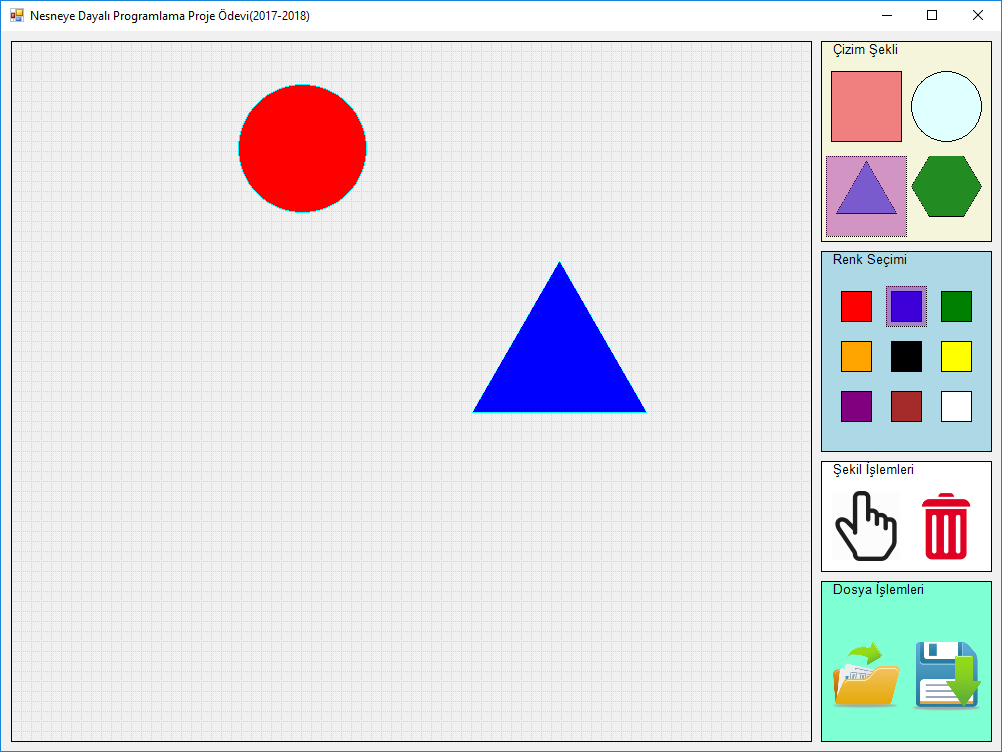 Nesneye Dayalı Programlama Proje Ödevi(2017-2018)
Çizim Şekli
Renk Seçimi
Şekil İşlemleri
Dosya İşlemleri